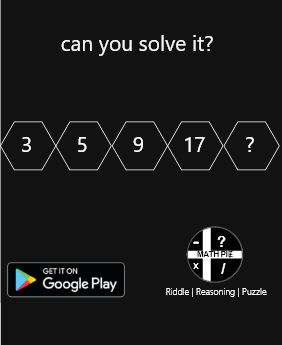 can you solve it?
3 5 9 17 ?
- ?
MATH PIE
x /
GET IT ON
Google Play
Riddle | Reasoning | Puzzle